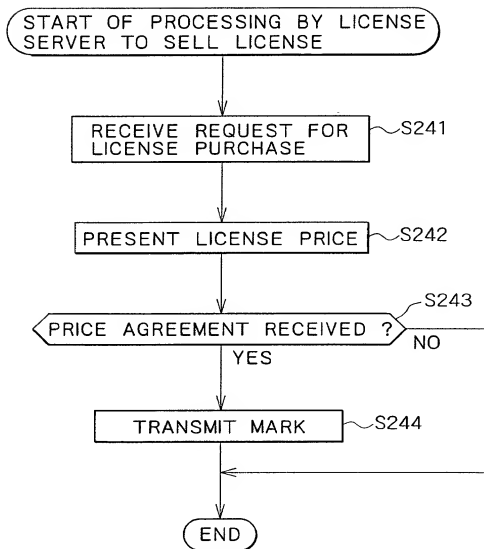 START OF PROCESSING BY LICENSE
SERVER TO SELL LICENSE
RECEIVE REQUEST FOR
LICENSE PURCHASE
S241
PRESENT LICENSE PRICE
S242
S243
PRICE AGREEMENT RECEIVED ?
NO
YES
TRANSMIT MARK
S244
END